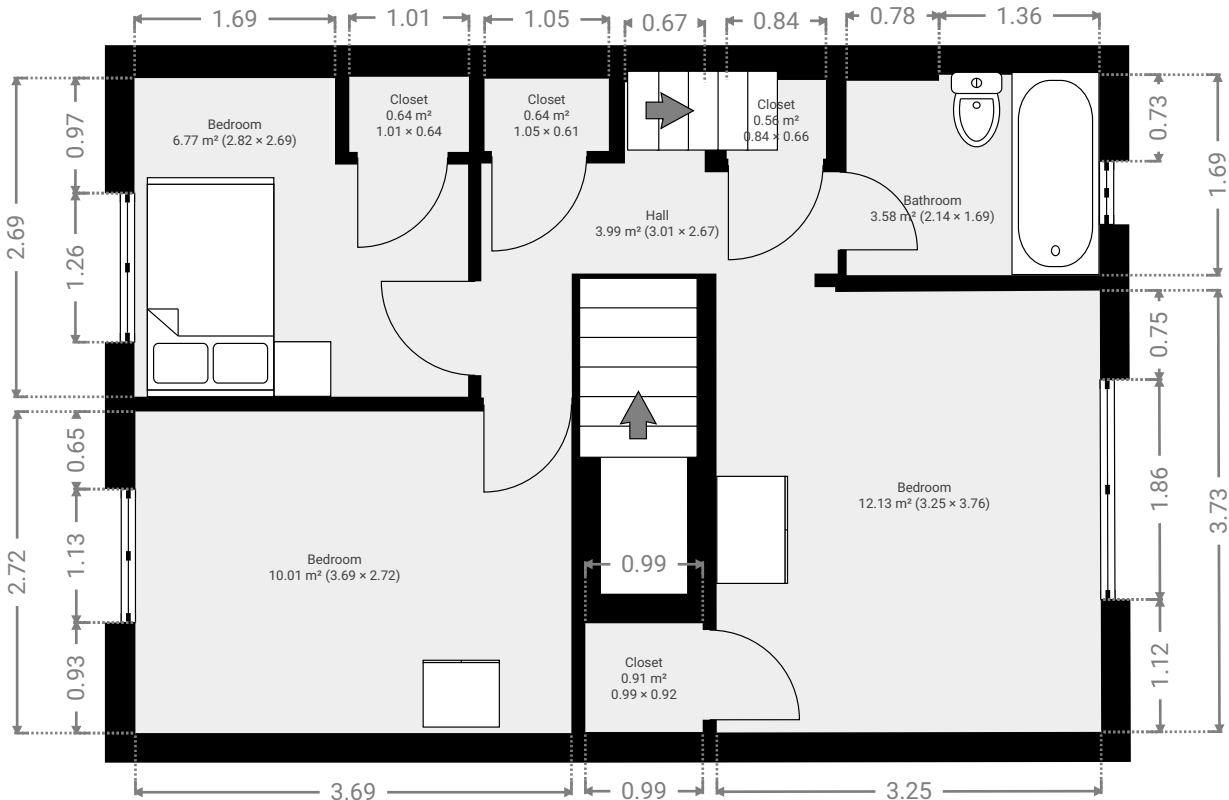 1.69
1.01
1.05
0.67
0.84
0.78
1.36
Closet
0.64 m²
1.01 × 0.64
Closet
0.64 m²
1.05 × 0.61
Closet
0.56 m²
0.84 × 0.66
Bedroom
6.77 m² (2.82 × 2.69)
0.97
0.73
1.69
Bathroom
3.58 m² (2.14 × 1.69)
Hall
3.99 m² (3.01 × 2.67)
2.69
1.26
0.75
0.65
1.86
Bedroom
12.13 m² (3.25 × 3.76)
3.73
2.72
1.13
Bedroom
10.01 m² (3.69 × 2.72)
0.99
0.93
Closet
0.91 m²
0.99 × 0.92
1.12
3.69
0.99
3.25